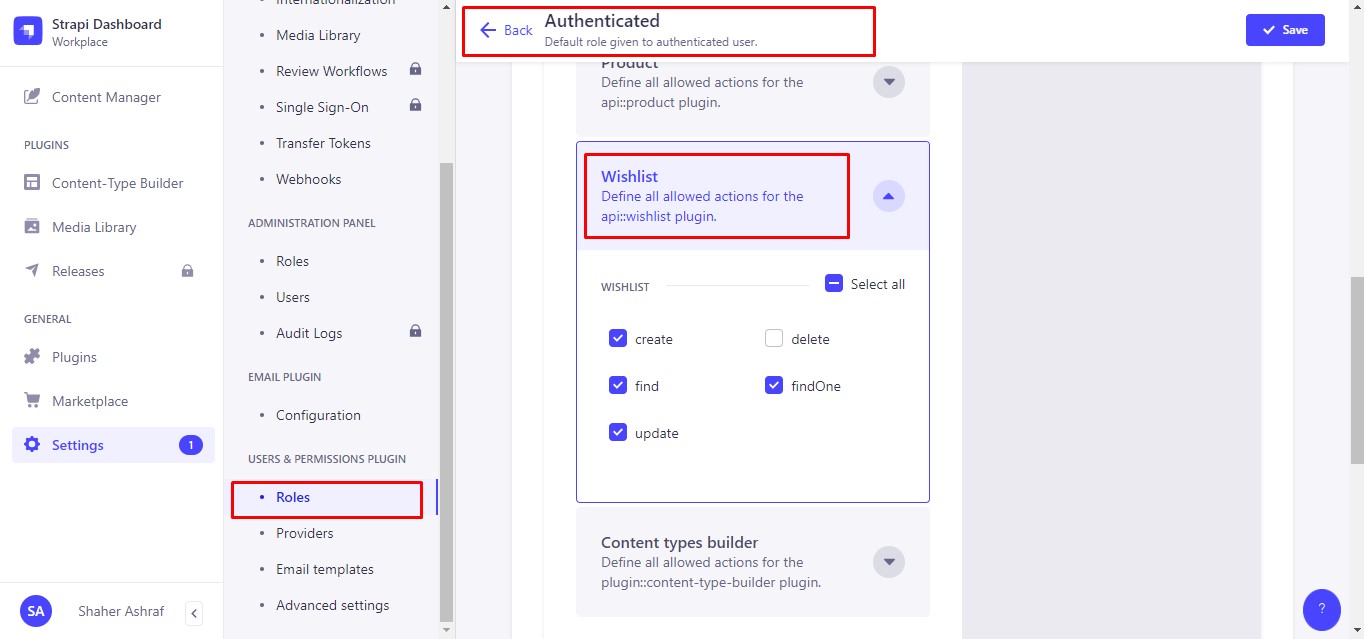 Strapi Dashboard
Workplace
Content Manager
PLUGINS
Content-Type Builder
Media Library
Releases
GENERAL
Plugins
Marketplace
Settings
1
SA
Shaher Ashraf
Internationalization
Media Library
Review Workflows
Single Sign-On
Transfer Tokens
Webhooks
ADMINISTRATION PANEL
Roles
Users
Audit Logs
EMAIL PLUGIN
Configuration
USERS & PERMISSIONS PLUGIN
Roles
Providers
Email templates
Advanced settings
Back
Authenticated
Default role given to authenticated user.
Save
Product
Define all allowed actions for the
api::product plugin.
Wishlist
Define all allowed actions for the
api::wishlist plugin.
WISHLIST
Select all
create
delete
find
findOne
update
Content types builder
Define all allowed actions for the
plugin::content-type-builder plugin.
?